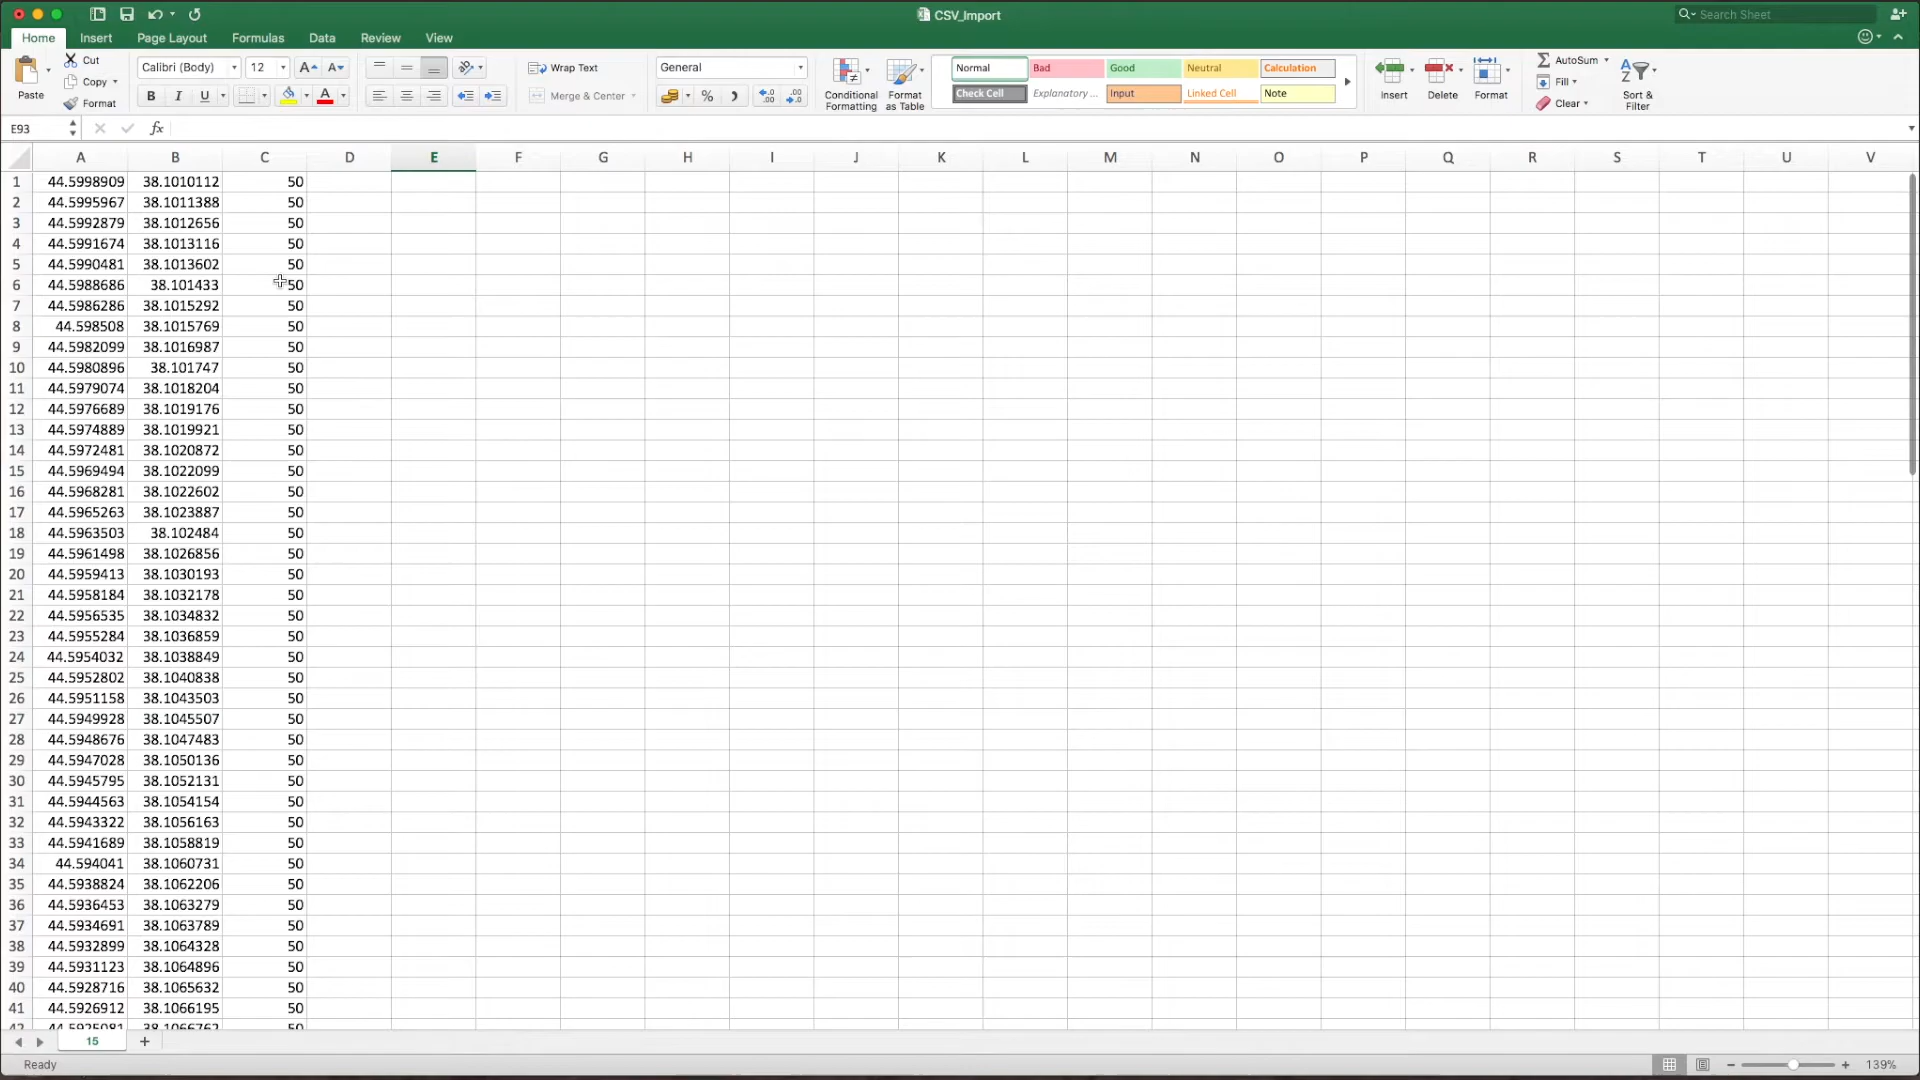 CSV_Import
Search Sheet
Home Insert Page Layout Formulas Data Review View
Paste
Cut
Copy
Format
Calibri (Body) 12
B I U
Wrap Text
Merge & Center
General
Conditional Formatting
Format as Table
Normal Bad Good Neutral Calculation
Check Cell Explanatory ... Input Linked Cell Note
Insert Delete Format
AutoSum
Fill
Clear
Sort & Filter
E93 fx
A B C D E F G H I J K L M N O P Q R S T U V
1 44.5998909 38.1010112 50
2 44.5995967 38.1011388 50
3 44.5992879 38.1012656 50
4 44.5991674 38.1013116 50
5 44.5990481 38.1013602 50
6 44.5988686 38.101433 50
7 44.5986286 38.1015292 50
8 44.598508 38.1015769 50
9 44.5982099 38.1016987 50
10 44.5980896 38.101747 50
11 44.5979074 38.1018204 50
12 44.5976689 38.1019176 50
13 44.5974889 38.1019921 50
14 44.5972481 38.1020872 50
15 44.5969494 38.1022099 50
16 44.5968281 38.1022602 50
17 44.5965263 38.1023887 50
18 44.5963503 38.102484 50
19 44.5961498 38.1026856 50
20 44.5959413 38.1030193 50
21 44.5958184 38.1032178 50
22 44.5956535 38.1034832 50
23 44.5955284 38.1036859 50
24 44.5954032 38.1038849 50
25 44.5952802 38.1040838 50
26 44.5951158 38.1043503 50
27 44.5949928 38.1045507 50
28 44.5948676 38.1047483 50
29 44.5947028 38.1050136 50
30 44.5945795 38.1052131 50
31 44.5944563 38.1054154 50
32 44.5943322 38.1056163 50
33 44.5941689 38.1058819 50
34 44.594041 38.1060731 50
35 44.5938824 38.1062206 50
36 44.5936453 38.1063279 50
37 44.5934691 38.1063789 50
38 44.5932899 38.1064328 50
39 44.5931123 38.1064896 50
40 44.5928716 38.1065632 50
41 44.5926912 38.1066195 50
42 44.5925081 38.1066762 50
15
Ready
139%